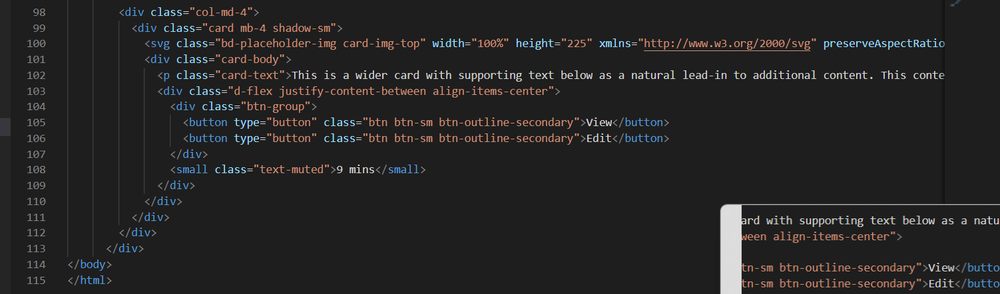 98 <div class="col-md-4">
99 <div class="card mb-4 shadow-sm">
100 <svg class="bd-placeholder-img card-img-top" width="100%" height="225" xmlns="http://www.w3.org/2000/svg" preserveAspectRatio
101 <div class="card-body">
102 <p class="card-text">This is a wider card with supporting text below as a natural lead-in to additional content. This conte
103 <div class="d-flex justify-content-between align-items-center">
104 <div class="btn-group">
105 <button type="button" class="btn btn-sm btn-outline-secondary">View</button>
106 <button type="button" class="btn btn-sm btn-outline-secondary">Edit</button>
107 </div>
108 <small class="text-muted">9 mins</small>
109 </div>
110 </div>
111 </div>
112 </div>
113 </div>
114 </body>
115 </html>
ard with supporting text below as a natu
ween align-items-center">
tn-sm btn-outline-secondary">View</butto
tn-sm btn-outline-secondary">Edit</butto